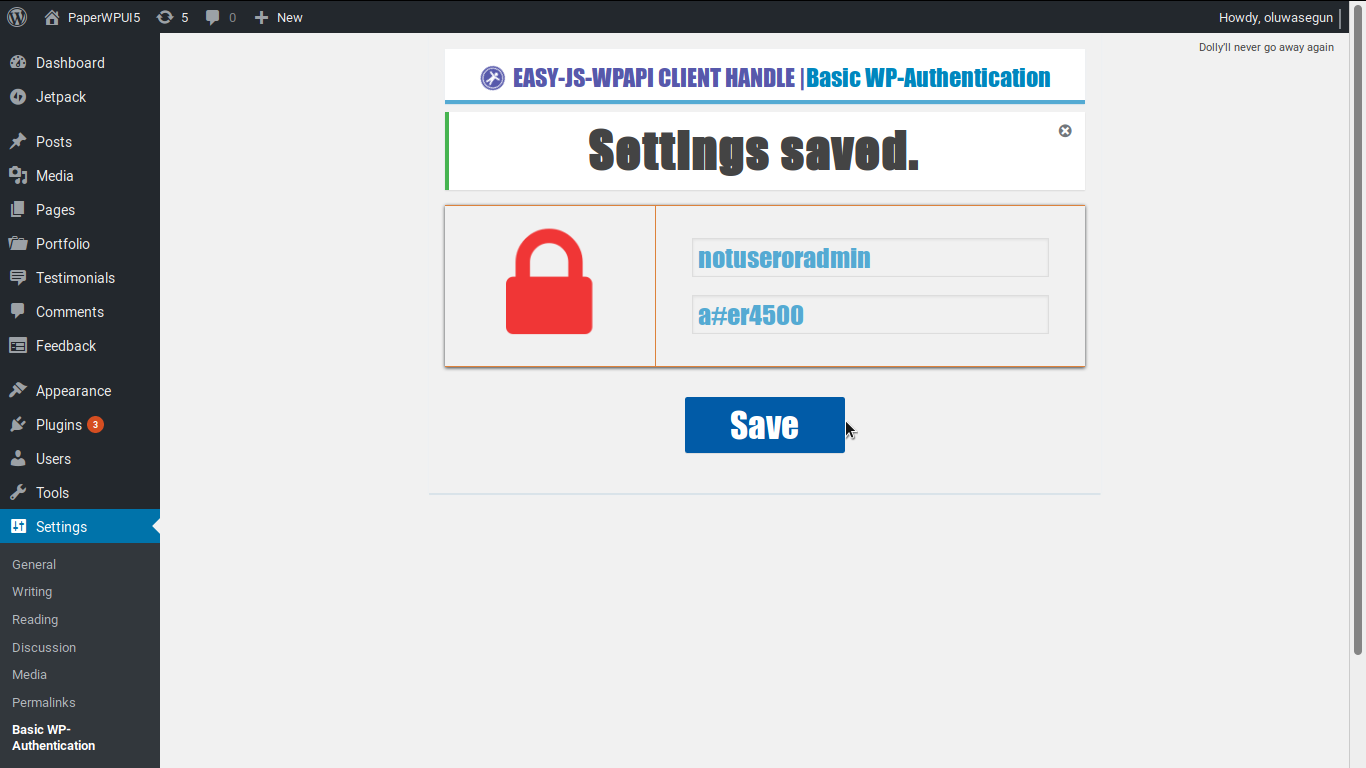 PaperWPUI5 5 0 New Howdy, oluwasegun
Dolly'll never go away again
Dashboard
Jetpack
Posts
Media
Pages
Portfolio
Testimonials
Comments
Feedback
Appearance
Plugins 3
Users
Tools
Settings
General
Writing
Reading
Discussion
Media
Permalinks
Basic WP-
Authentication
EASY-JS-WPAPI CLIENT HANDLE |Basic WP-Authentication
Settings saved.
notuseroradmin
a#er4500
Save